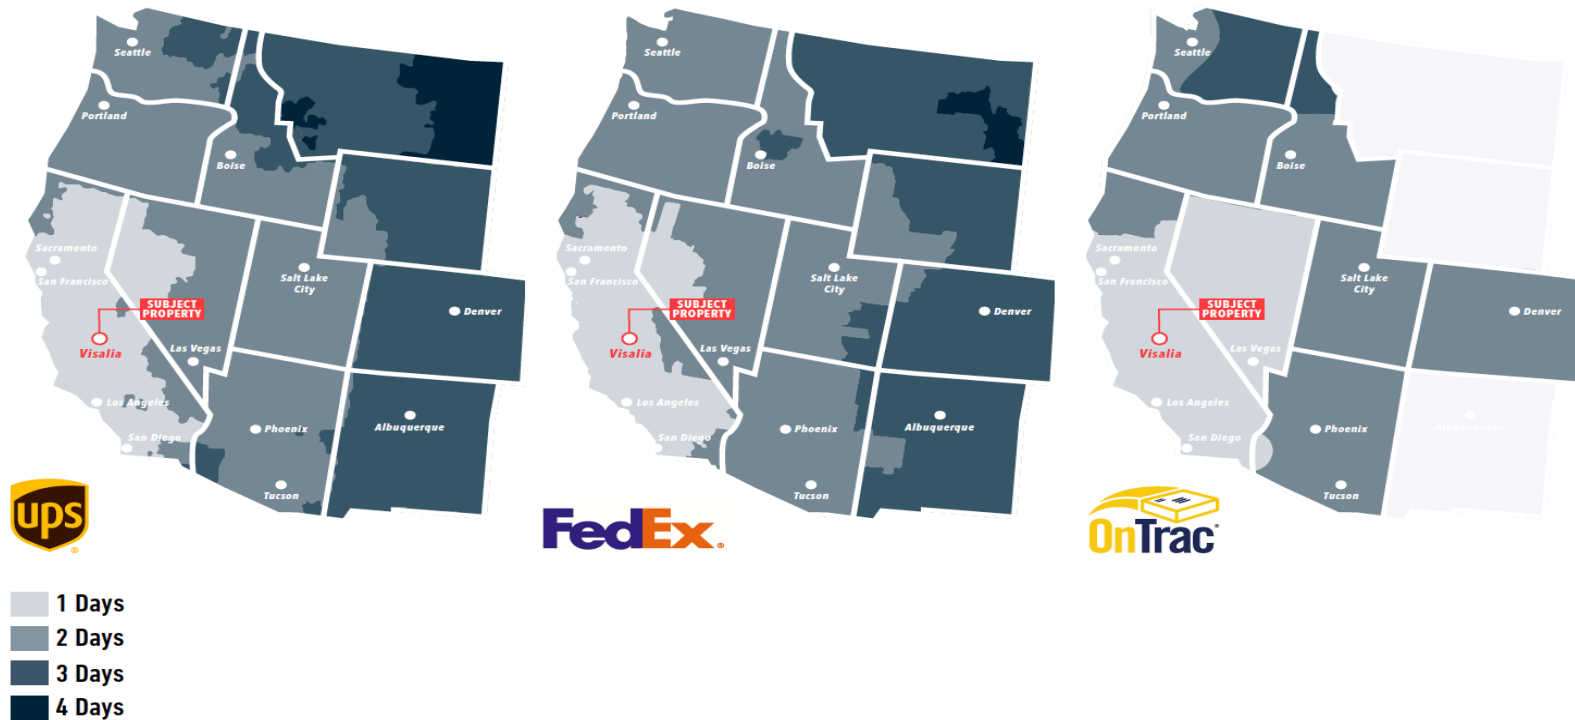 Seattle
Portland
Boise
Sacramento
San Francisco
Salt Lake
City
SUBJECT
PROPERTY
Denver
Visalia
Las Vegas
Los Angeles
Phoenix
Albuquerque
San Diego
Tucson
ups
®
Seattle
Portland
Boise
Sacramento
San Francisco
Salt Lake
City
SUBJECT
PROPERTY
Denver
Visalia
Las Vegas
Los Angeles
Phoenix
Albuquerque
San Diego
Tucson
FedEx®
Seattle
Portland
Boise
Sacramento
San Francisco
Salt Lake
City
SUBJECT
PROPERTY
Denver
Visalia
Las Vegas
Los Angeles
Phoenix
Albuquerque
San Diego
Tucson
OnTrac®
1 Days
2 Days
3 Days
4 Days